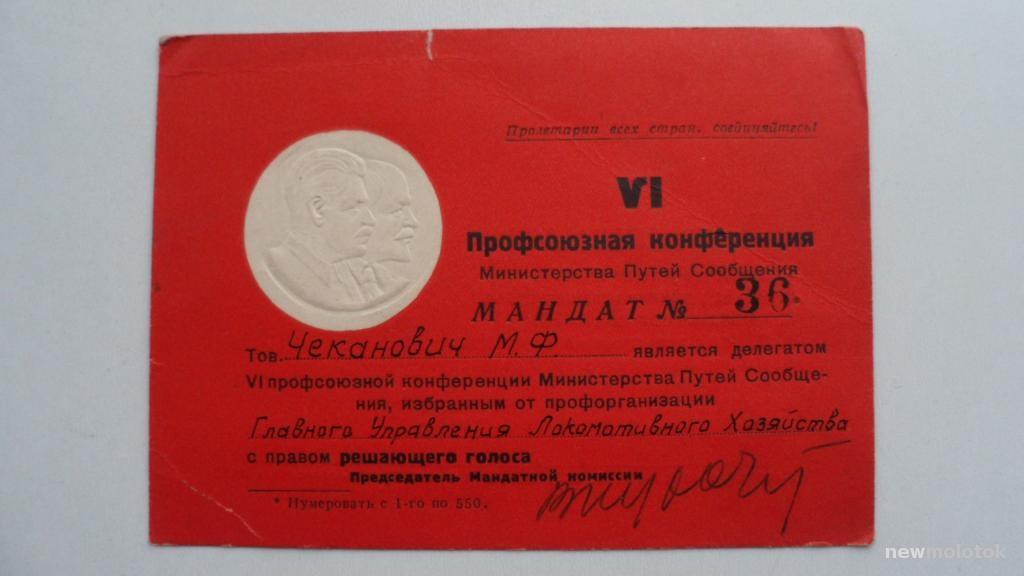 Пролетарии всех стран, соединяйтесь!
VI
Профсоюзная конференция
Министерства Путей Сообщения
МАНДАТ № 36.
Тов. Чеканович М.Ф. является делегатом
VI профсоюзной конференции Министерства Путей Сообще-
ния, избранным от профорганизации
Главного Управления Локомотивного Хозяйства
с правом решающего голоса
Председатель Мандатной комиссии
* Нумеровать с 1-го по 550.
newmolotok